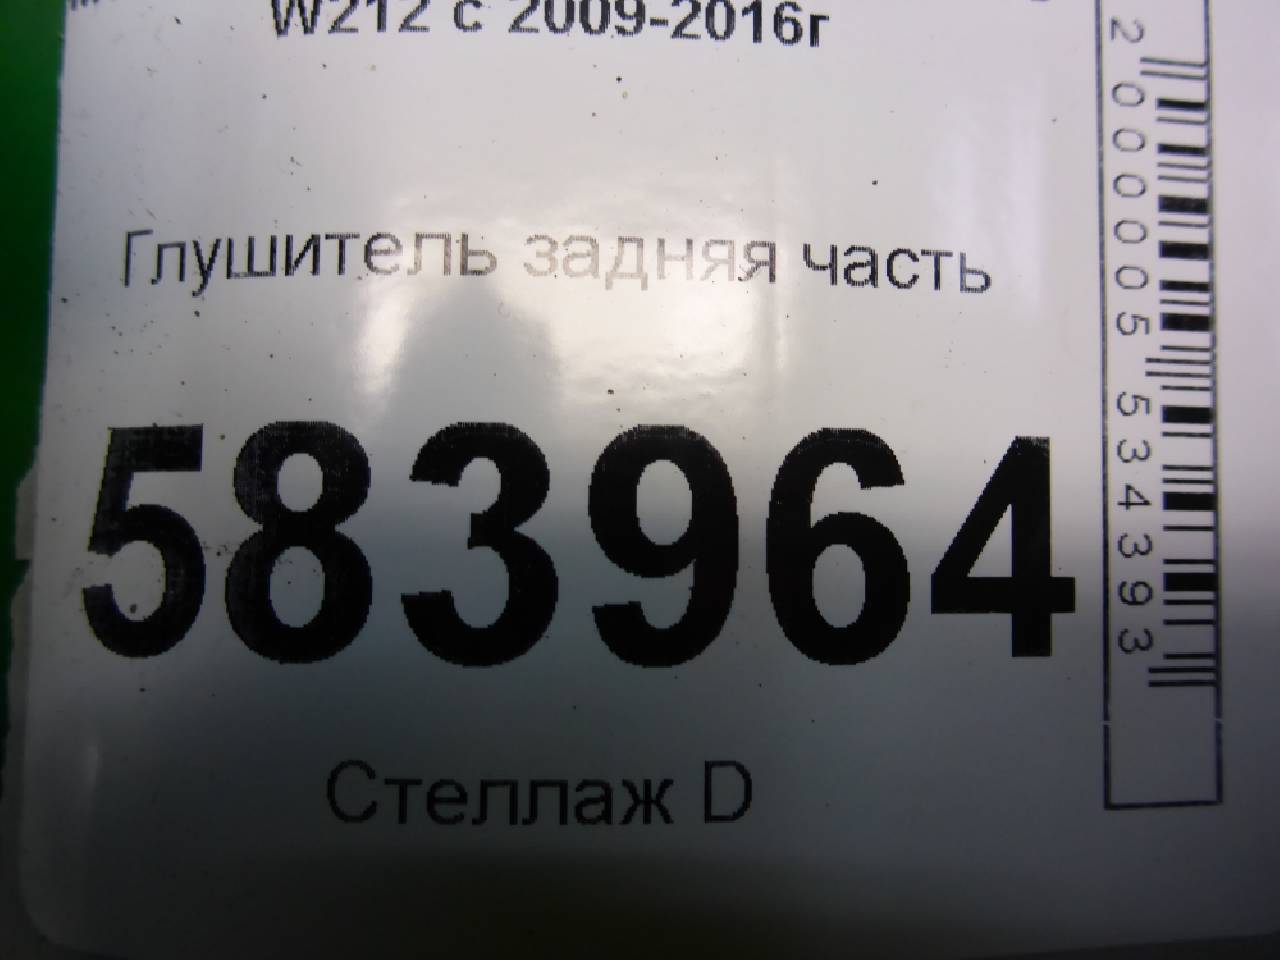 W212 с 2009-2016г
Глушитель задняя часть
583964
Стеллаж D
2000005534393